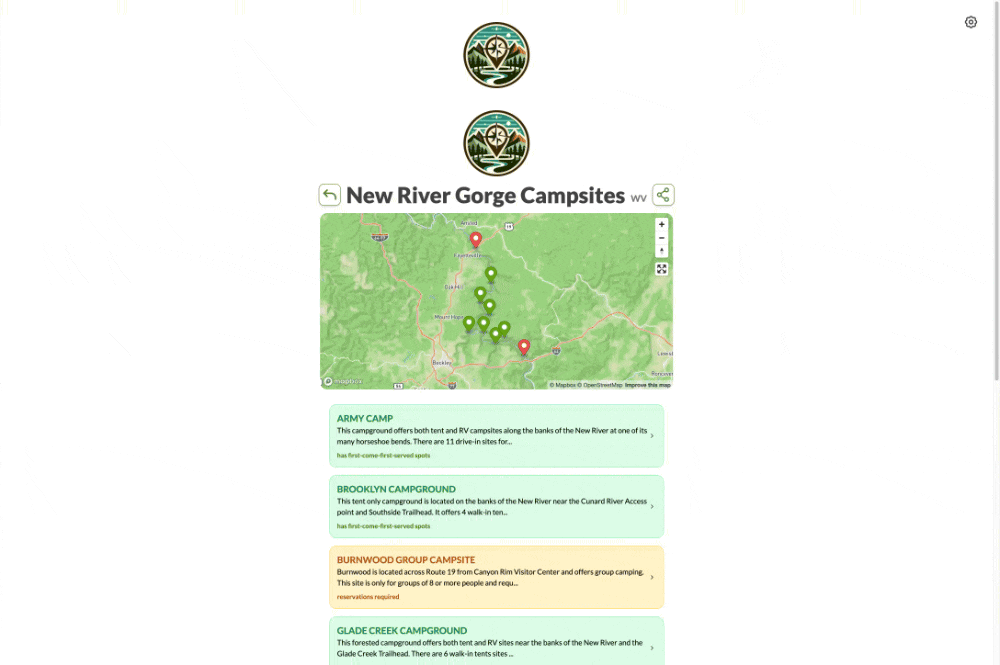 New River Gorge Campsites WV
Fayetteville
Oak Hill
Mount Hope
Beckley
mapbox
© Mapbox © OpenStreetMap Improve this map
ARMY CAMP
This campground offers both tent and RV campsites along the banks of the New River at one of its
many horseshoe bends. There are 11 drive-in sites for...
has first-come-first-served spots
BROOKLYN CAMPGROUND
This tent only campground is located on the banks of the New River near the Cunard River Access
point and Southside Trailhead. It offers 4 walk-in ten...
has first-come-first-served spots
BURNWOOD GROUP CAMPSITE
Burnwood is located across Route 19 from Canyon Rim Visitor Center and offers group camping.
This site is only for groups of 8 or more people and requ...
reservations required
GLADE CREEK CAMPGROUND
This forested campground offers both tent and RV sites near the banks of the New River and the
Glade Creek Trailhead. There are 6 walk-in tents sites ...